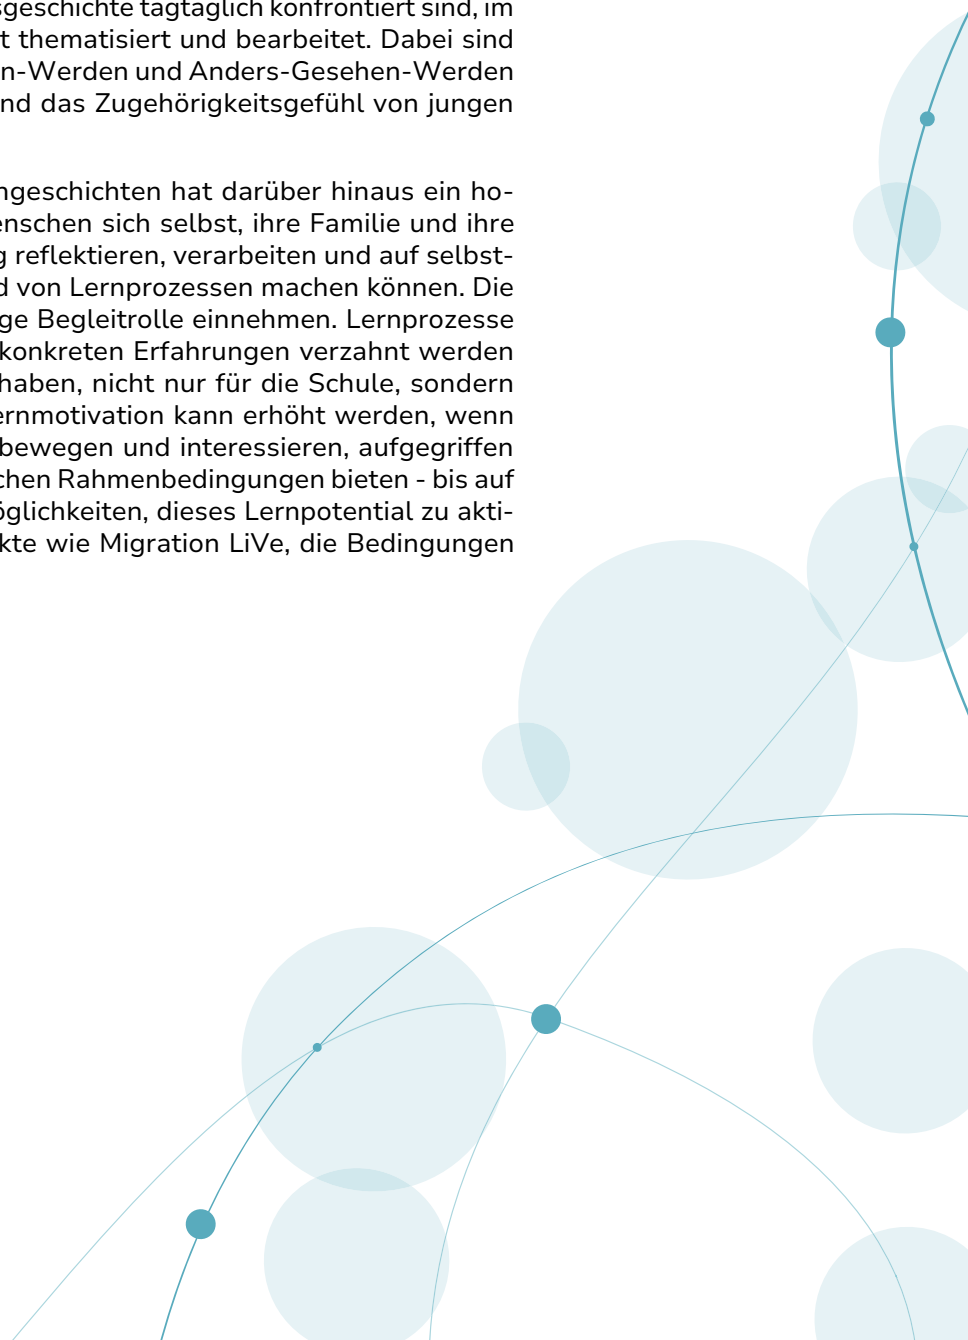 sgeschichte tagtäglich konfrontiert sind, im
t thematisiert und bearbeitet. Dabei sind
n-Werden und Anders-Gesehen-Werden
nd das Zugehörigkeitsgefühl von jungen
ngeschichten hat darüber hinaus ein ho-
enschen sich selbst, ihre Familie und ihre
g reflektieren, verarbeiten und auf selbst-
d von Lernprozessen machen können. Die
ge Begleitrolle einnehmen. Lernprozesse
konkreten Erfahrungen verzahnt werden
haben, nicht nur für die Schule, sondern
ernmotivation kann erhöht werden, wenn
bewegen und interessieren, aufgegriffen
chen Rahmenbedingungen bieten - bis auf
öglichkeiten, dieses Lernpotential zu akti-
kte wie Migration LiVe, die Bedingungen